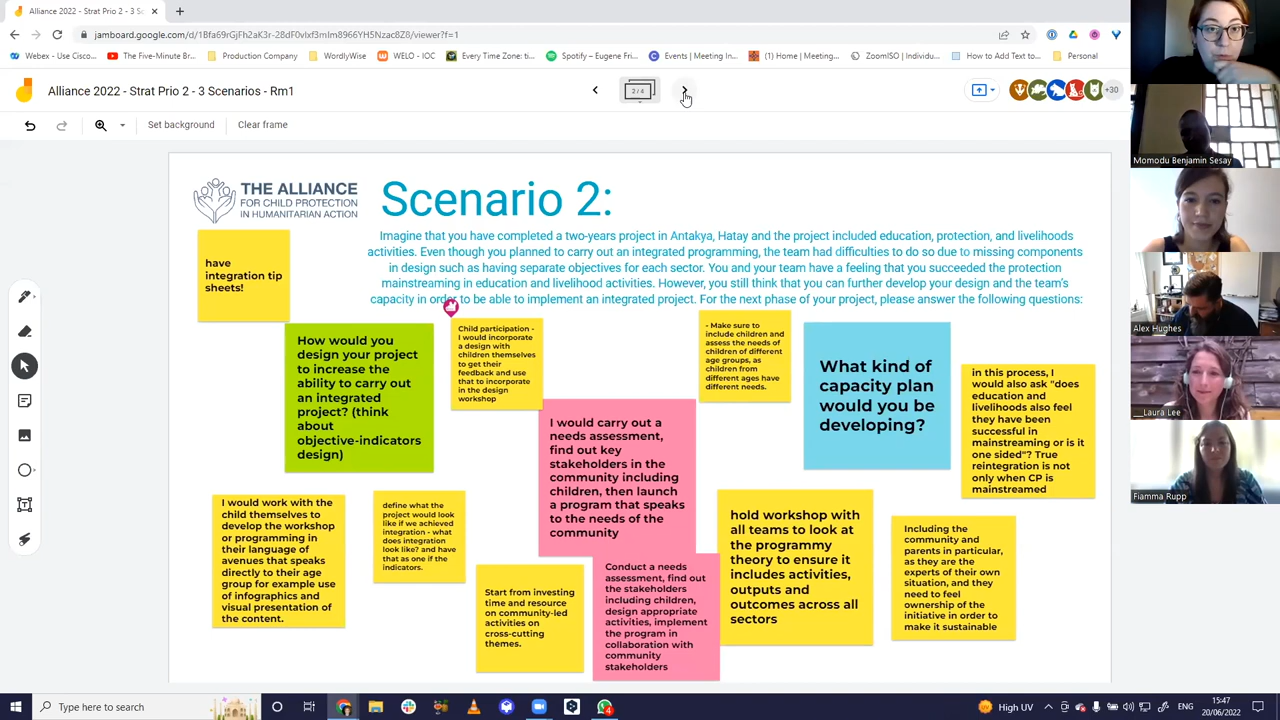 Alliance 2022 - Strat Prio 2 - 3 S
jamboard.google.com/d/1Bfa69rGjFh2aK3r-28dF0vIxf3mIm8966YH5Nzac8Z8/viewer?f=1
Webex - Use Cisco...
The Five-Minute Br...
Production Company
WordlyWise
WELO - IOC
Every Time Zone: ti...
Spotify – Eugene Fri...
Events | Meeting In...
(1) Home | Meeting...
ZoomISO | Individu...
How to Add Text to...
Personal
Alliance 2022 - Strat Prio 2 - 3 Scenarios - Rm1
2 / 4
+30
Set background
Clear frame
THE ALLIANCE
FOR CHILD PROTECTION
IN HUMANITARIAN ACTION
Scenario 2:
Imagine that you have completed a two-years project in Antakya, Hatay and the project included education, protection, and livelihoods
activities. Even though you planned to carry out an integrated programming, the team had difficulties to do so due to missing components
in design such as having separate objectives for each sector. You and your team have a feeling that you succeeded the protection
mainstreaming in education and livelihood activities. However, you still think that you can further develop your design and the team's
capacity in order to be able to implement an integrated project. For the next phase of your project, please answer the following questions:
have
integration tip
sheets!
How would you
design your project
to increase the
ability to carry out
an integrated
project? (think
about
objective-indicators
design)
Child participation -
I would incorporate
a design with
children themselves
to get their
feedback and use
that to incorporate
in the design
workshop
I would carry out a
needs assessment,
find out key
stakeholders in the
community including
children, then launch
a program that speaks
to the needs of the
community
- Make sure to
include children and
assess the needs of
children of different
age groups, as
children from
different ages have
different needs.
What kind of
capacity plan
would you be
developing?
in this process, I
would also ask "does
education and
livelihoods also feel
they have been
successful in
mainstreaming or is it
one sided"? True
reintegration is not
only when CP is
mainstreamed
I would work with the
child themselves to
develop the workshop
or programming in
their language of
avenues that speaks
directly to their age
group for example use
of infographics and
visual presentation of
the content.
define what the
project would look
like if we achieved
integration - what
does integration
look like? and have
that as one if the
indicators.
Start from investing
time and resource
on community-led
activities on
cross-cutting
themes.
Conduct a needs
assessment, find out
the stakeholders
including children,
design appropriate
activities, implement
the program in
collaboration with
community
stakeholders
hold workshop with
all teams to look at
the programmy
theory to ensure it
includes activities,
outputs and
outcomes across all
sectors
Including the
community and
parents in particular,
as they are the
experts of their own
situation, and they
need to feel
ownership of the
initiative in order to
make it sustainable
Momodu Benjamin Sesay
Alex Hughes
__Laura Lee
Fiamma Rupp
Type here to search
4
High UV
ENG
15:47
20/06/2022